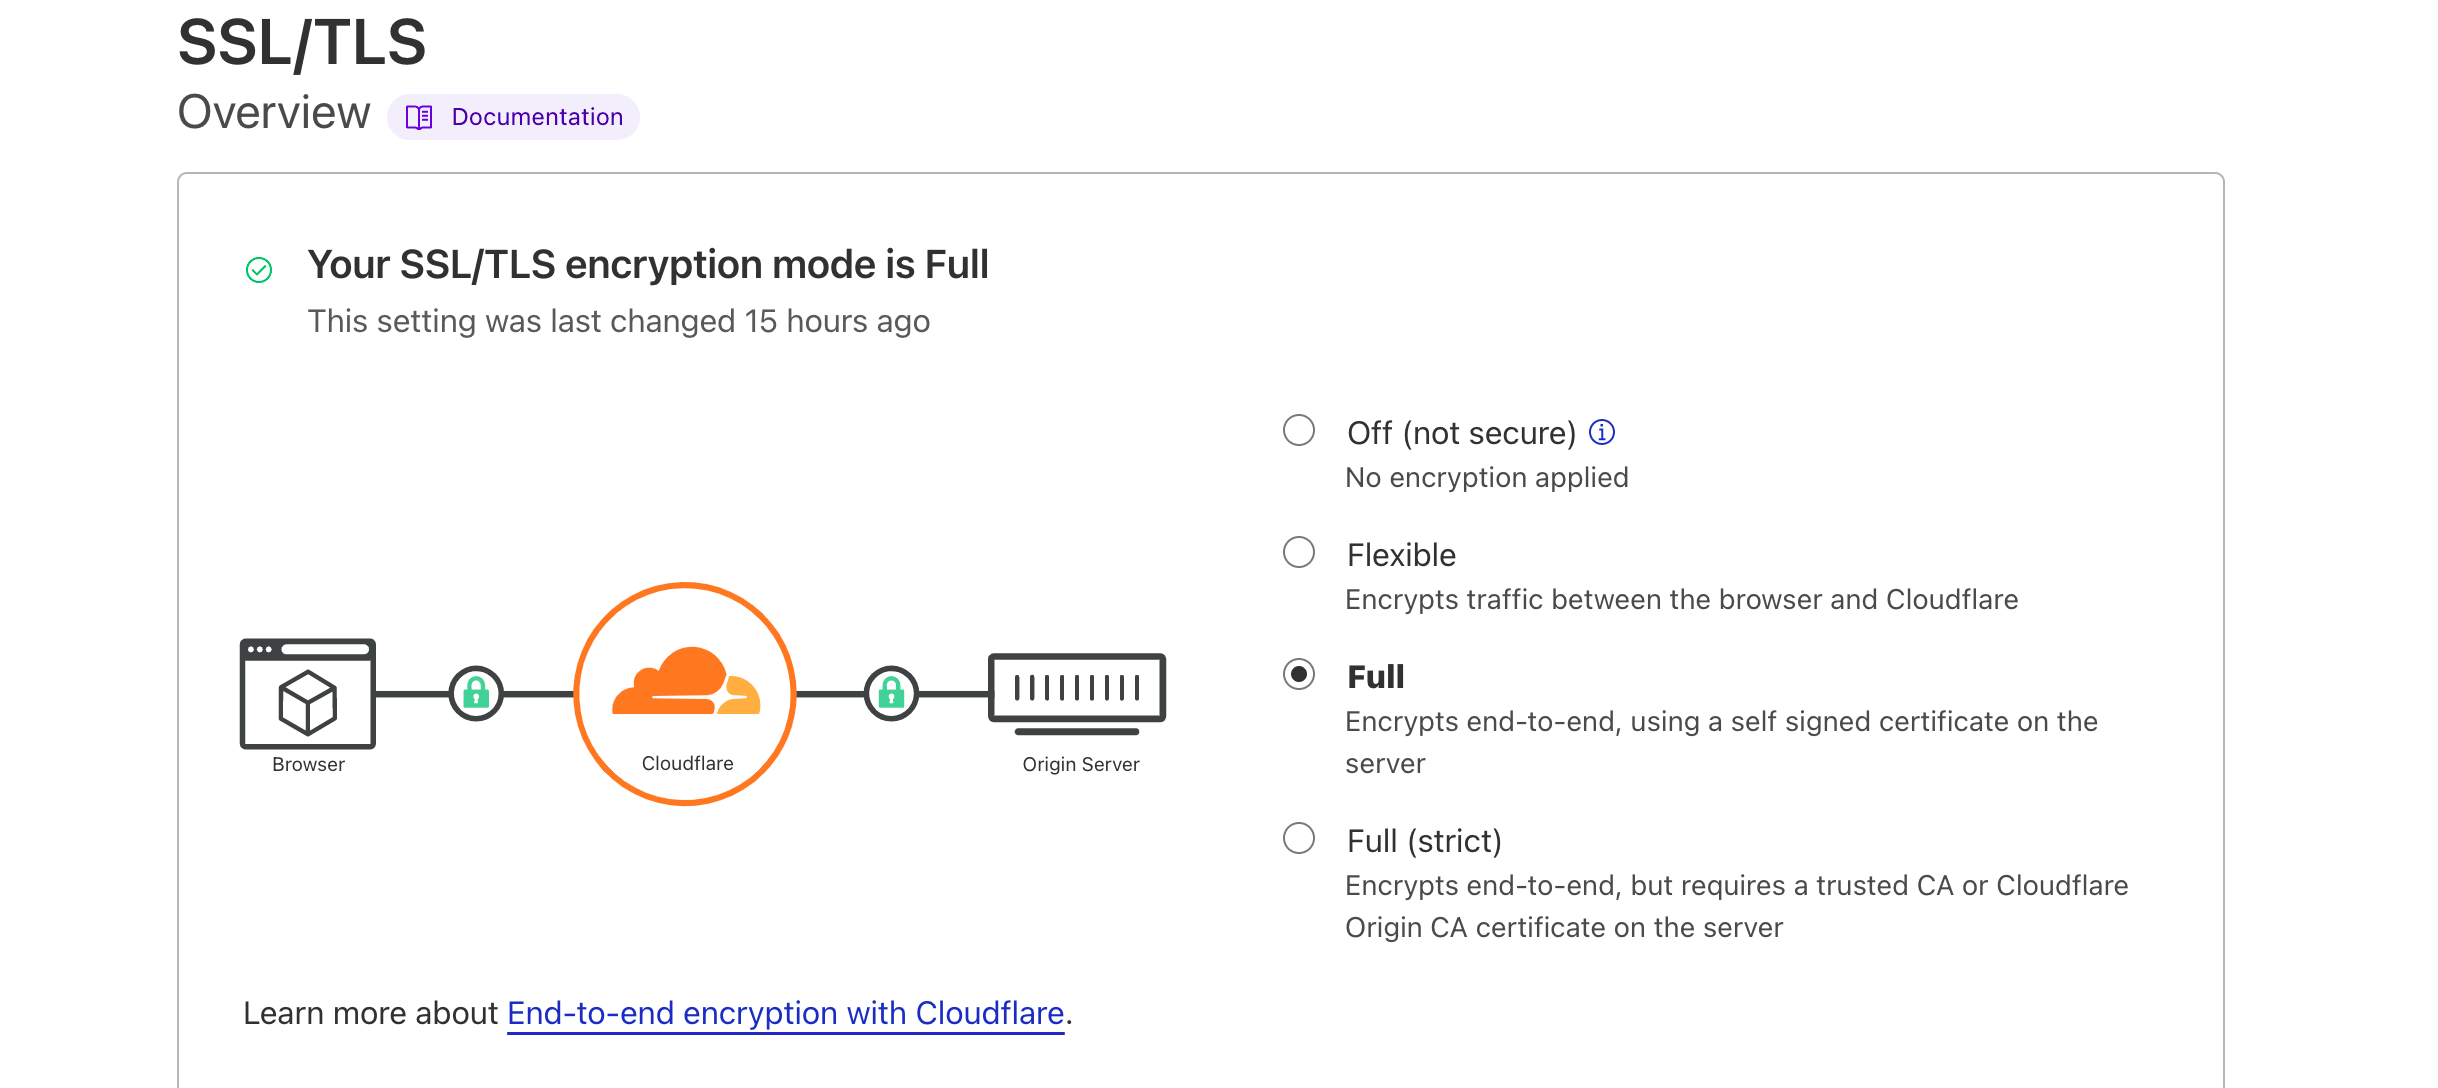 SSL/TLS
Overview
Documentation
Your SSL/TLS encryption mode is Full
This setting was last changed 15 hours ago
Browser
Cloudflare
Origin Server
Off (not secure)
No encryption applied
Flexible
Encrypts traffic between the browser and Cloudflare
Full
Encrypts end-to-end, using a self signed certificate on the
server
Full (strict)
Encrypts end-to-end, but requires a trusted CA or Cloudflare
Origin CA certificate on the server
Learn more about End-to-end encryption with Cloudflare.